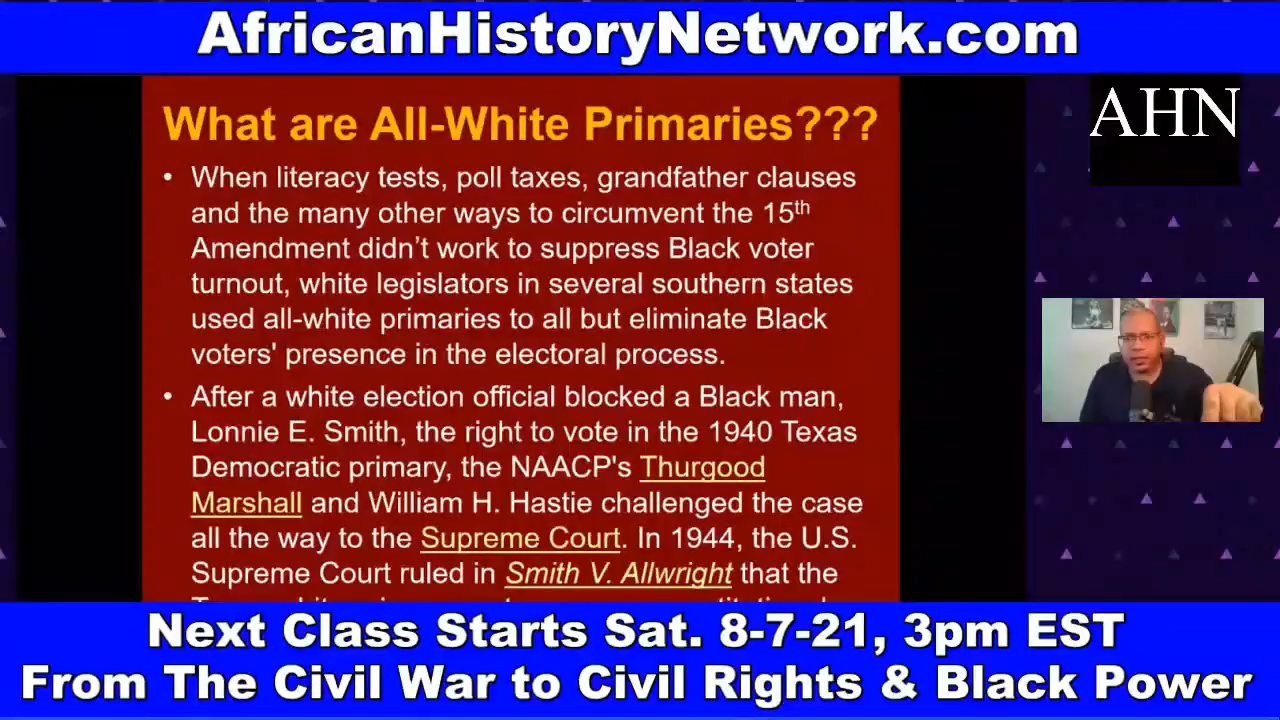 AfricanHistoryNetwork.com
AHN
What are All-White Primaries???
• When literacy tests, poll taxes, grandfather clauses
and the many other ways to circumvent the 15th
Amendment didn’t work to suppress Black voter
turnout, white legislators in several southern states
used all-white primaries to all but eliminate Black
voters' presence in the electoral process.
• After a white election official blocked a Black man,
Lonnie E. Smith, the right to vote in the 1940 Texas
Democratic primary, the NAACP's Thurgood
Marshall and William H. Hastie challenged the case
all the way to the Supreme Court. In 1944, the U.S.
Supreme Court ruled in Smith V. Allwright that the
Next Class Starts Sat. 8-7-21, 3pm EST
From The Civil War to Civil Rights & Black Power